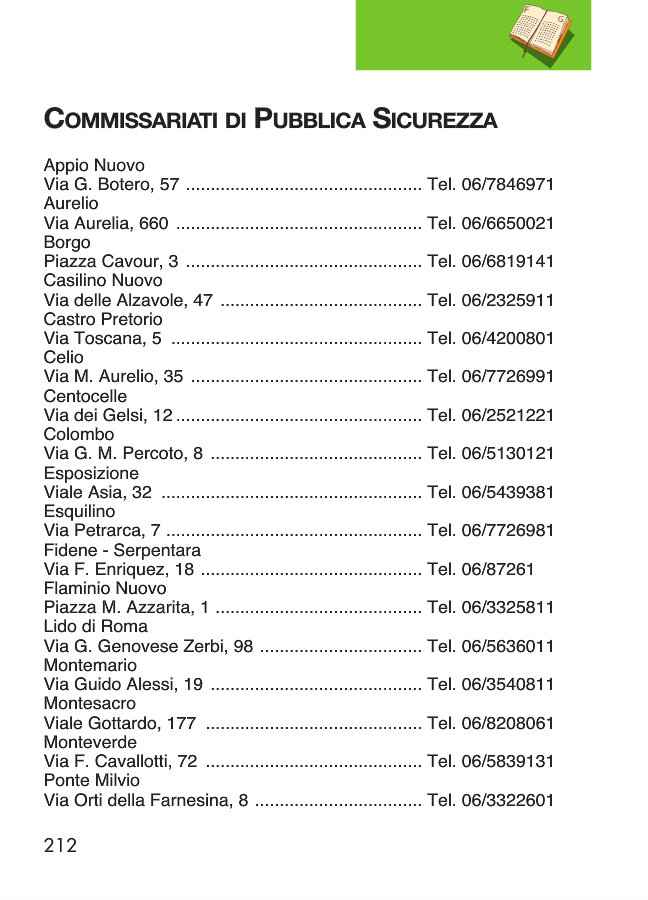 F G
COMMISSARIATI DI PUBBLICA SICUREZZA
Appio Nuovo
Via G. Botero, 57 ................................................ Tel. 06/7846971
Aurelio
Via Aurelia, 660 .................................................. Tel. 06/6650021
Borgo
Piazza Cavour, 3 ................................................ Tel. 06/6819141
Casilino Nuovo
Via delle Alzavole, 47 ......................................... Tel. 06/2325911
Castro Pretorio
Via Toscana, 5 ................................................... Tel. 06/4200801
Celio
Via M. Aurelio, 35 ............................................... Tel. 06/7726991
Centocelle
Via dei Gelsi, 12 .................................................. Tel. 06/2521221
Colombo
Via G. M. Percoto, 8 ........................................... Tel. 06/5130121
Esposizione
Viale Asia, 32 ..................................................... Tel. 06/5439381
Esquilino
Via Petrarca, 7 .................................................... Tel. 06/7726981
Fidene - Serpentara
Via F. Enriquez, 18 ............................................. Tel. 06/87261
Flaminio Nuovo
Piazza M. Azzarita, 1 .......................................... Tel. 06/3325811
Lido di Roma
Via G. Genovese Zerbi, 98 ................................. Tel. 06/5636011
Montemario
Via Guido Alessi, 19 ........................................... Tel. 06/3540811
Montesacro
Viale Gottardo, 177 ............................................ Tel. 06/8208061
Monteverde
Via F. Cavallotti, 72 ............................................ Tel. 06/5839131
Ponte Milvio
Via Orti della Farnesina, 8 .................................. Tel. 06/3322601
212